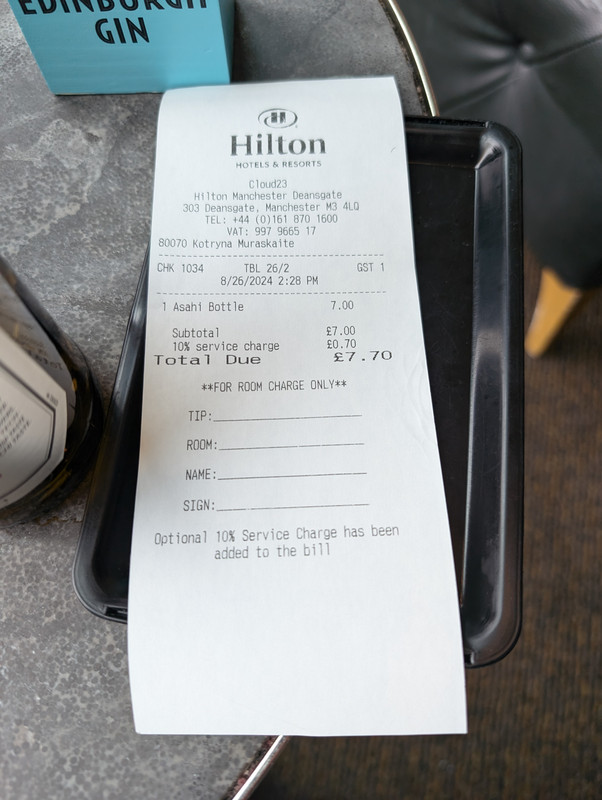 EDINBURGH
GIN
H
Hilton
HOTELS & RESORTS
Cloud23
Hilton Manchester Deansgate
303 Deansgate, Manchester M3 4LQ
TEL: +44 (0)161 870 1600
VAT: 997 9665 17
80070 Kotryna Muraskaite
CHK 1034 TBL 26/2 GST 1
8/26/2024 2:28 PM
1 Asahi Bottle 7.00
Subtotal £7.00
10% service charge £0.70
Total Due £7.70
**FOR ROOM CHARGE ONLY**
TIP:
ROOM:
NAME:
SIGN:
Optional 10% Service Charge has been
added to the bill